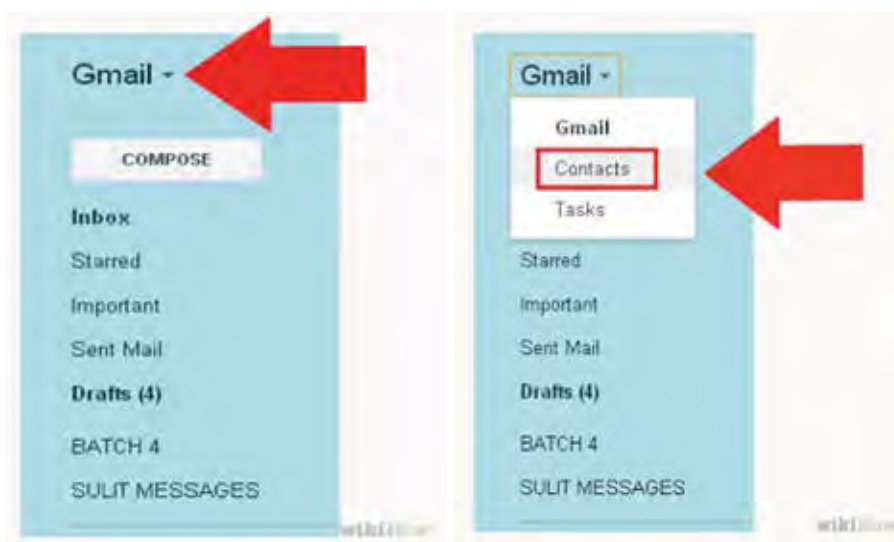 Gmail
COMPOSE
Inbox
Starred
Important
Sent Mail
Drafts (4)
BATCH 4
SULIT MESSAGES
Gmail
Gmail
Contacts
Tasks
Starred
Important
Sent Mail
Drafts (4)
BATCH 4
SULIT MESSAGES